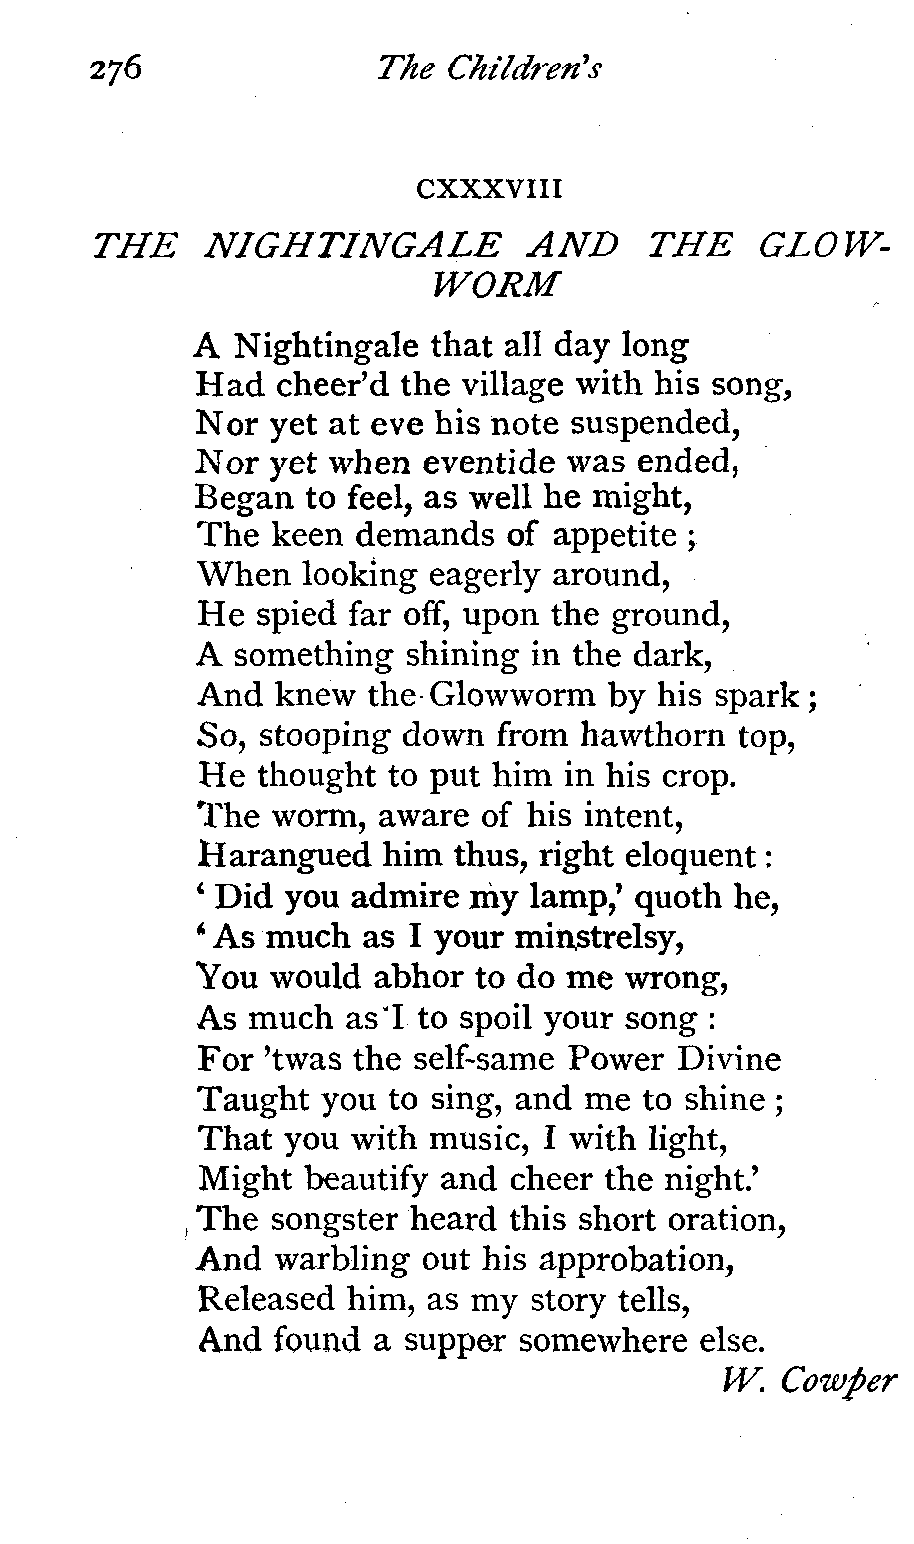 276 The Children's
CXXXVIII
THE NIGHTINGALE AND THE GLOW-
WORM
A Nightingale that all day long
Had cheer'd the village with his song,
Nor yet at eve his note suspended,
Nor yet when eventide was ended,
Began to feel, as well he might,
The keen demands of appetite ;
When looking eagerly around,
He spied far off, upon the ground,
A something shining in the dark,
And knew the Glowworm by his spark ;
So, stooping down from hawthorn top,
He thought to put him in his crop.
The worm, aware of his intent,
Harangued him thus, right eloquent :
‘ Did you admire my lamp,’ quoth he,
‘ As much as I your minstrelsy,
You would abhor to do me wrong,
As much as I to spoil your song :
For ’twas the self-same Power Divine
Taught you to sing, and me to shine ;
That you with music, I with light,
Might beautify and cheer the night.’
The songster heard this short oration,
And warbling out his approbation,
Released him, as my story tells,
And found a supper somewhere else.
W. Cowper